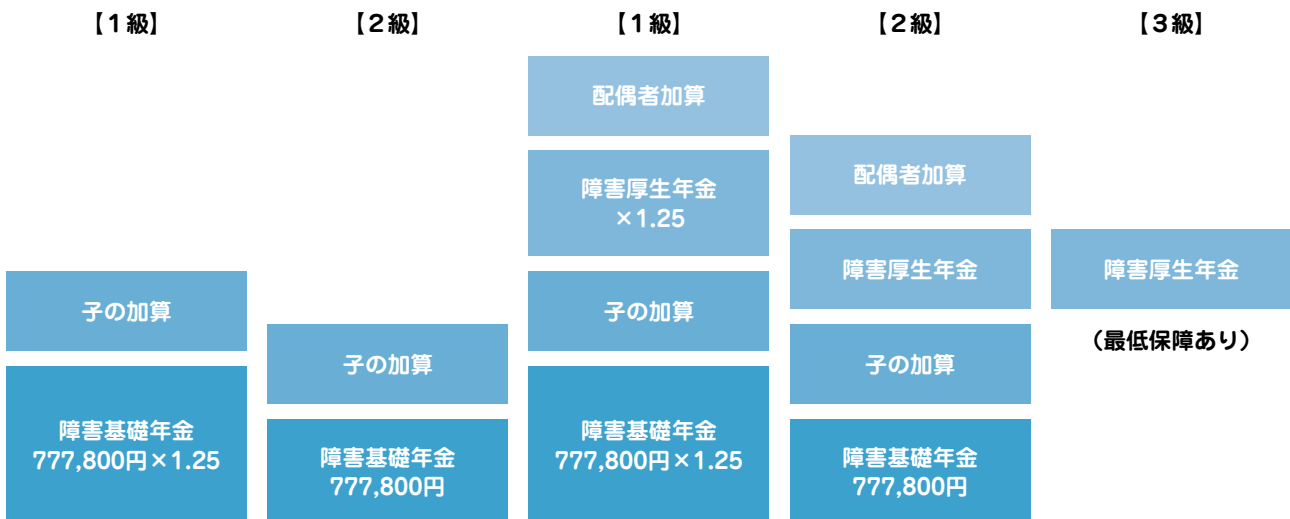 【1級】
【2級】
【1級】
【2級】
【3級】
子の加算
障害基礎年金
777,800円×1.25
子の加算
障害基礎年金
777,800円
配偶者加算
障害厚生年金
×1.25
子の加算
障害基礎年金
777,800円×1.25
配偶者加算
障害厚生年金
子の加算
障害基礎年金
777,800円
障害厚生年金
（最低保障あり）